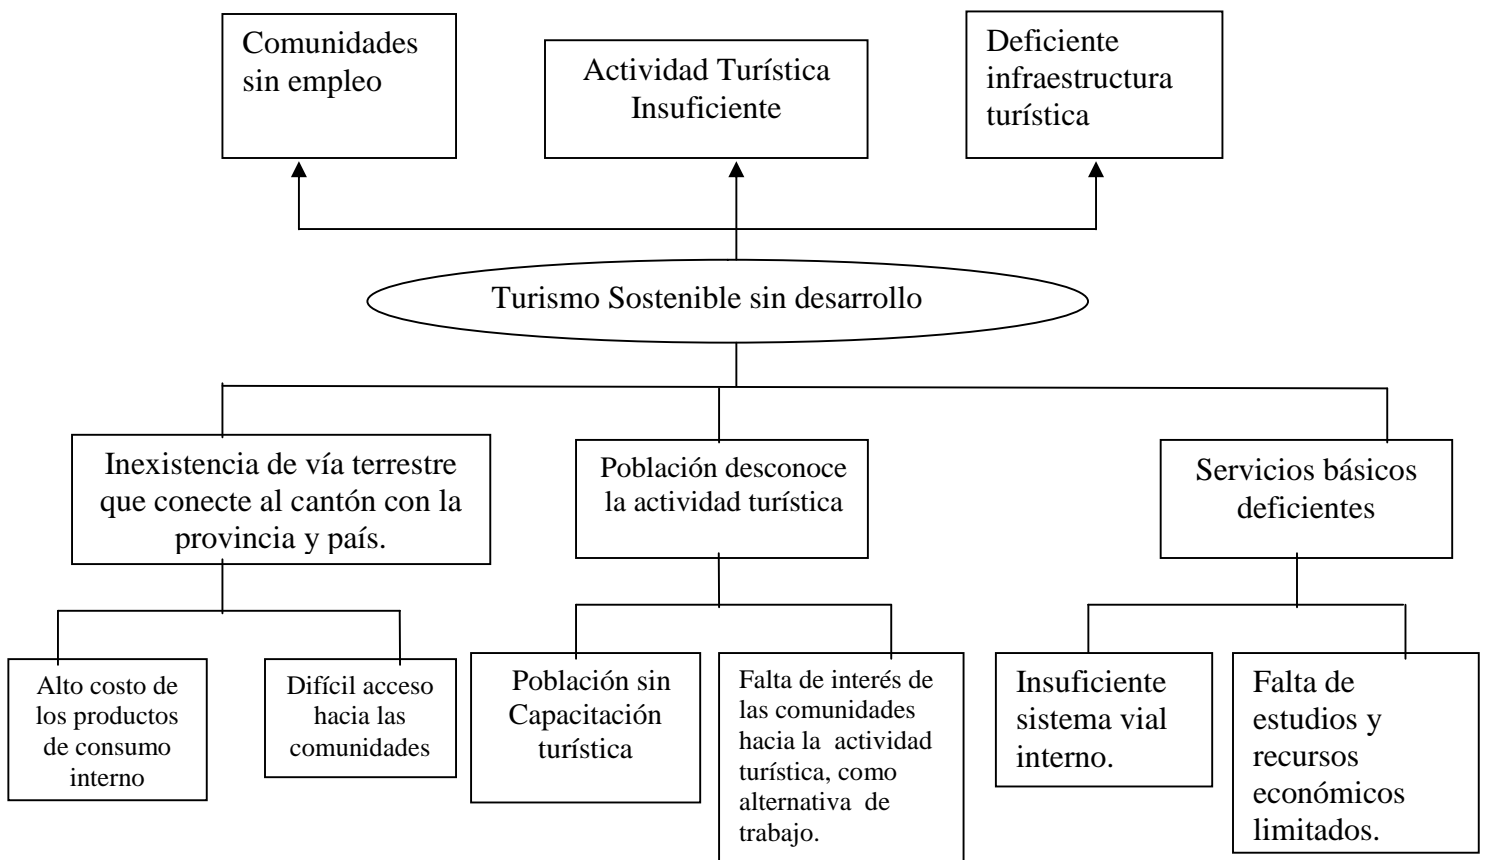 Comunidades
sin empleo
Actividad Turística
Insuficiente
Deficiente
infraestructura
turística
Turismo Sostenible sin desarrollo
Inexistencia de vía terrestre
que conecte al cantón con la
provincia y país.
Población desconoce
la actividad turística
Servicios básicos
deficientes
Alto costo de
los productos
de consumo
interno
Difícil acceso
hacia las
comunidades
Población sin
Capacitación
turística
Falta de interés de
las comunidades
hacia la actividad
turística, como
alternativa de
trabajo.
Insuficiente
sistema vial
interno.
Falta de
estudios y
recursos
económicos
limitados.